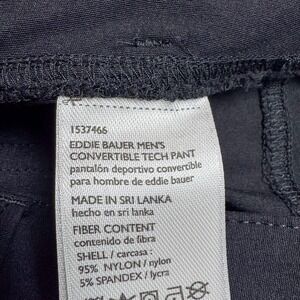 1537466
EDDIE BAUER MEN'S
CONVERTIBLE TECH PANT
pantalón deportivo convertible
para hombre de eddie bauer
MADE IN SRI LANKA
hecho en sri lanka
FIBER CONTENT
contenido de fibra
SHELL / carcasa :
95% NYLON / nylon
5% SPANDEX / lycra